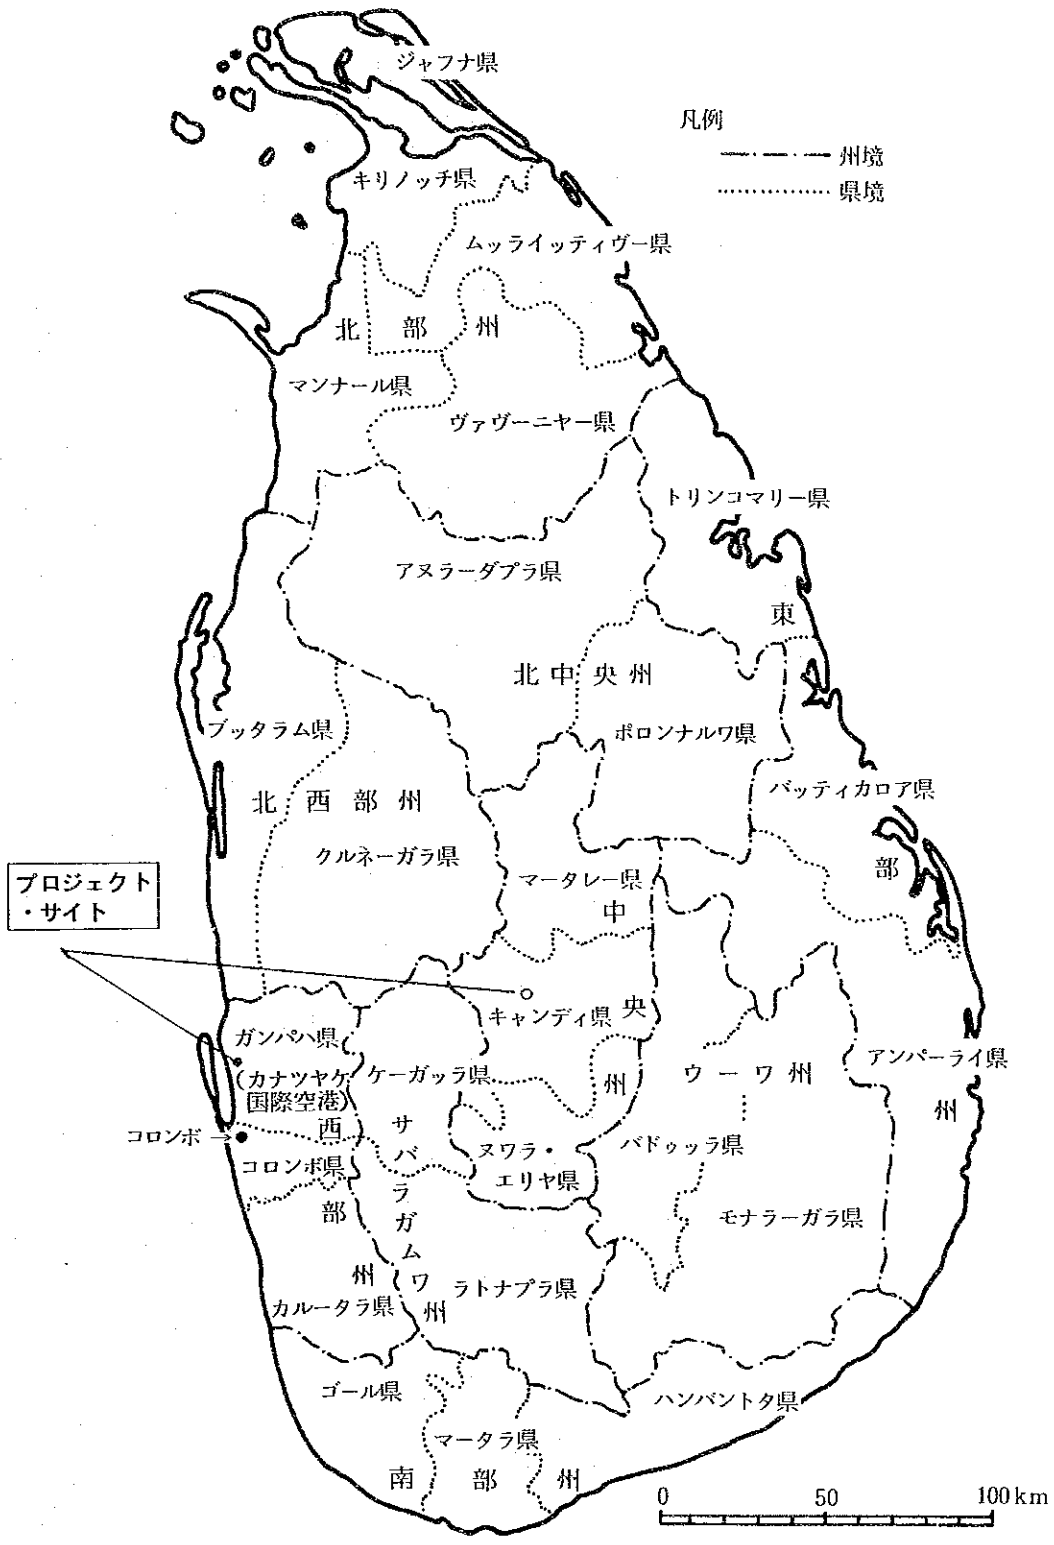 ジャフナ県
凡例
州境
県境
キリノッチ県
ムッライッティヴー県
北部州
マンナール県
ヴァヴーニヤー県
トリンコマリー県
アヌラーダプラ県
東
北中央州
プッタラム県
ポロンナルワ県
バッティカロア県
北西部州
クルネーガラ県
プロジェクト
・サイト
マータレー県
部
中
キャンディ県
央
ガンパハ県
(カナツヤケ
国際空港)
ケーガッラ県
州
ウーワ州
アンパーライ県
州
コロンボ→
西
サ
バ
ヌワラ・
エリヤ県
バドゥッラ県
コロンボ県
部
ラ
ガ
ム
ワ
州
モナラーガラ県
州
カルータラ県
ラトナプラ県
ゴール県
ハンバントタ県
マータラ県
南部州
0 50 100km